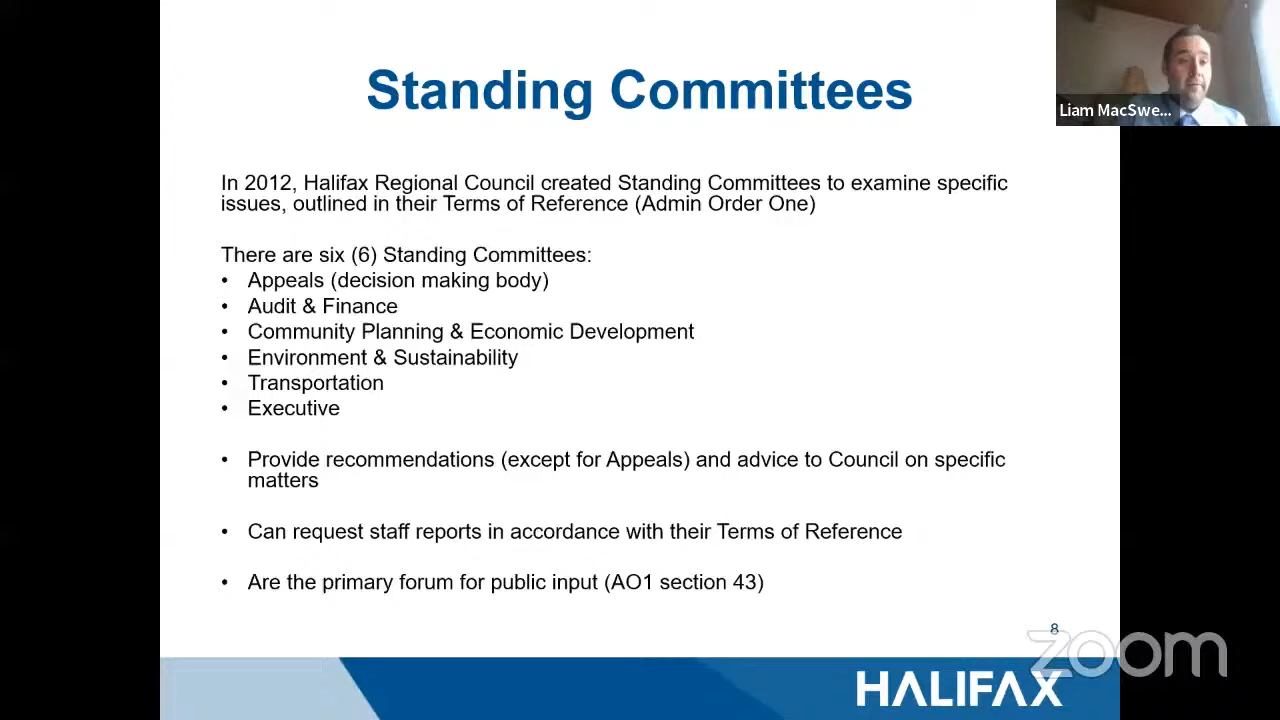 Standing Committees
Liam MacSwe...
In 2012, Halifax Regional Council created Standing Committees to examine specific
issues, outlined in their Terms of Reference (Admin Order One)
There are six (6) Standing Committees:
• Appeals (decision making body)
• Audit & Finance
• Community Planning & Economic Development
• Environment & Sustainability
• Transportation
• Executive
• Provide recommendations (except for Appeals) and advice to Council on specific
matters
• Can request staff reports in accordance with their Terms of Reference
• Are the primary forum for public input (AO1 section 43)
8
zoom
HALIFAX